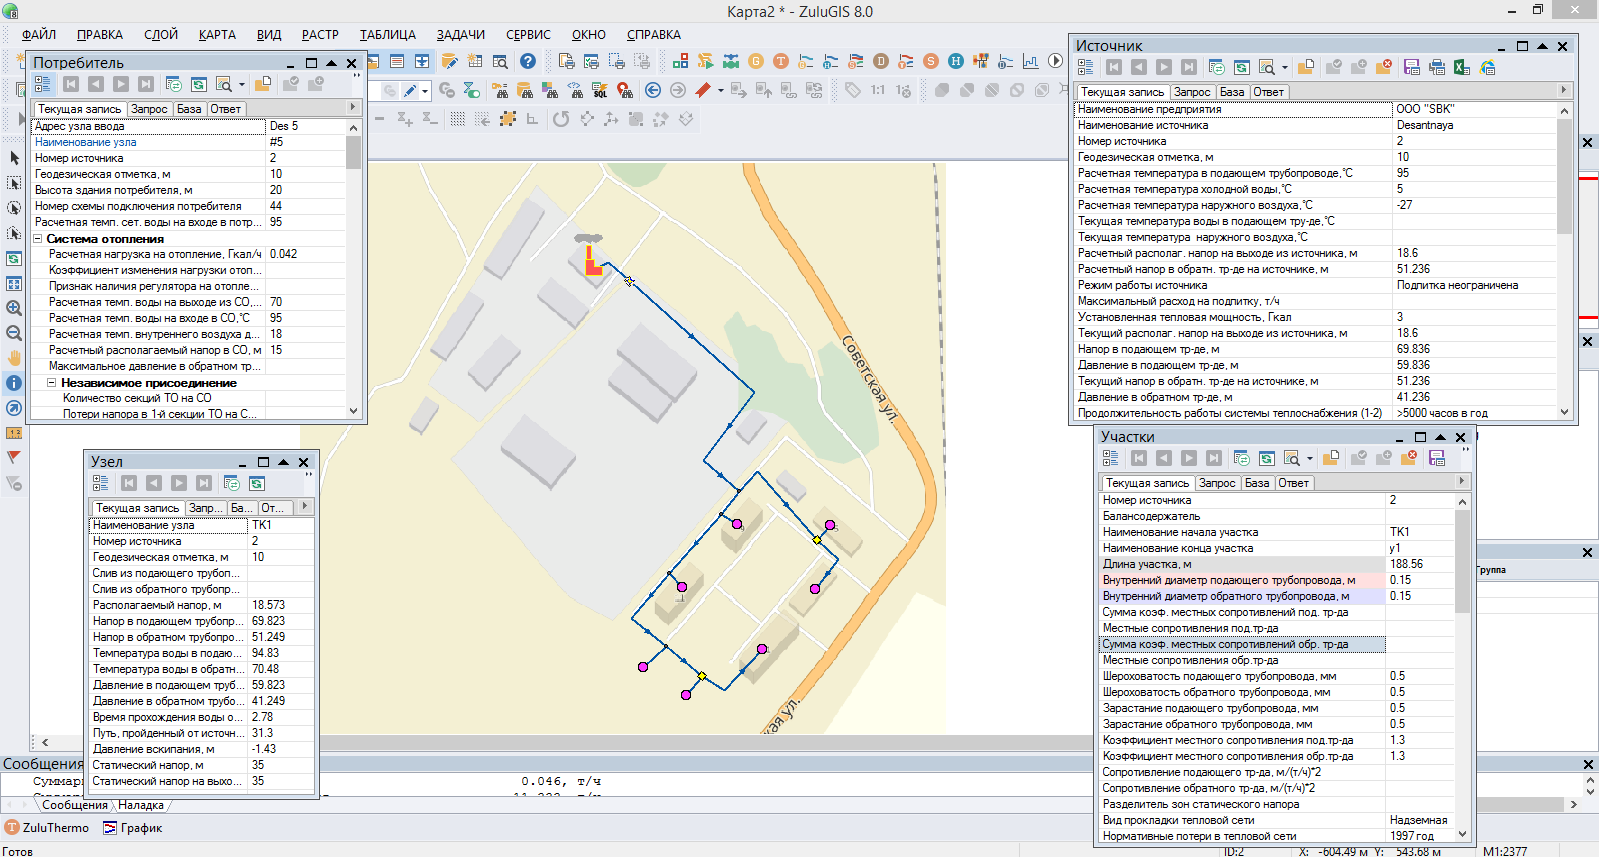 Карта2 * - ZuluGIS 8.0
ФАЙЛ ПРАВКА СЛОЙ КАРТА ВИД РАСТР ТАБЛИЦА ЗАДАЧИ СЕРВИС ОКНО СПРАВКА
Потребитель
Текущая запись Запрос База Ответ
Адрес узла ввода Des 5
Наименование узла #5
Номер источника 2
Геодезическая отметка, м 10
Высота здания потребителя, м 20
Номер схемы подключения потребителя 44
Расчетная темп. сет. воды на входе в потр... 95
Система отопления
Расчетная нагрузка на отопление, Гкал/ч 0.042
Коэффициент изменения нагрузки отоп...
Признак наличия регулятора на отопле...
Расчетная темп. воды на выходе из СО,... 70
Расчетная темп. воды на входе в СО,°C 95
Расчетная темп. внутреннего воздуха д... 18
Расчетный располагаемый напор в СО, м 15
Максимальное давление в обратном тр...
Независимое присоединение
Количество секций ТО на СО
Потери напора в 1-й секции ТО на С...
Источник
Текущая запись Запрос База Ответ
Наименование предприятия ООО "SBK"
Наименование источника Desantnaya
Номер источника 2
Геодезическая отметка, м 10
Расчетная температура в подающем трубопроводе,°C 95
Расчетная температура холодной воды,°C 5
Расчетная температура наружного воздуха,°C -27
Текущая температура воды в подающем тру-де,°C
Текущая температура наружного воздуха,°C
Расчетный располаг. напор на выходе из источника, м 18.6
Расчетный напор в обратн. тр-де на источнике, м 51.236
Режим работы источника Подпитка неограничена
Максимальный расход на подпитку, т/ч
Установленная тепловая мощность, Гкал 3
Текущий располаг. напор на выходе из источника, м 18.6
Напор в подающем тр-де, м 69.836
Давление в подающем тр-де, м 59.836
Текущий напор в обратн. тр-де на источнике, м 51.236
Давление в обратном тр-де, м 41.236
Продолжительность работы системы теплоснабжения (1-2) >5000 часов в год
Советская ул.
кая ул.
Узел
Текущая запись Запр... Ба... От...
Наименование узла ТК1
Номер источника 2
Геодезическая отметка, м 10
Слив из подающего трубоп...
Слив из обратного трубопр...
Располагаемый напор, м 18.573
Напор в подающем трубопр... 69.823
Напор в обратном трубопро... 51.249
Температура воды в подаю... 94.83
Температура воды в обратн... 70.48
Давление в подающем труб... 59.823
Давление в обратном трубо... 41.249
Время прохождения воды о... 2.78
Путь, пройденный от источн... 31.3
Давление вскипания, м -1.43
Статический напор, м 35
Статический напор на выхо... 35
Участки
Текущая запись Запрос База Ответ
Номер источника 2
Балансодержатель
Наименование начала участка ТК1
Наименование конца участка у1
Длина участка, м 188.56
Внутренний диаметр подающего трубопровода, м 0.15
Внутренний диаметр обратного трубопровода, м 0.15
Сумма коэф. местных сопротивлений под. тр-да
Местные сопротивления под.тр-да
Сумма коэф. местных сопротивлений обр. тр-да
Местные сопротивления обр.тр-да
Шероховатость подающего трубопровода, мм 0.5
Шероховатость обратного трубопровода, мм 0.5
Зарастание подающего трубопровода, мм 0.5
Зарастание обратного трубопровода, мм 0.5
Коэффициент местного сопротивления под.тр-да 1.3
Коэффициент местного сопротивления обр.тр-да 1.3
Сопротивление подающего тр-да, м/(т/ч)*2
Сопротивление обратного тр-да, м/(т/ч)*2
Разделитель зон статического напора
Вид прокладки тепловой сети Надземная
Нормативные потери в тепловой сети 1997 год
Группа
Сообщения
Суммар 0.046, т/ч
Сообщения Наладка
ZuluThermo График
Готов ID:2 X: -604.49 м Y: 543.68 м М1:2377